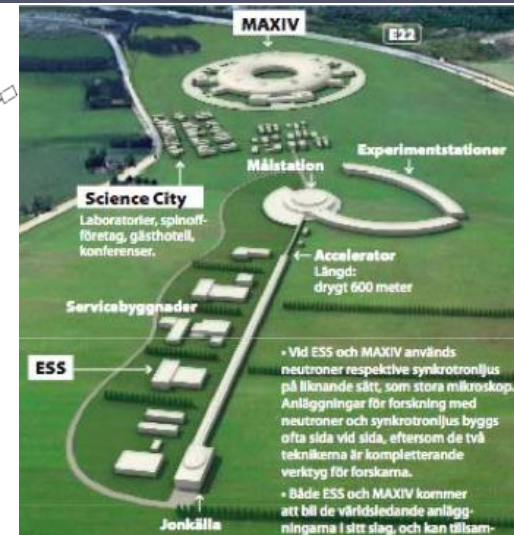 MAXIV
E22
Experimentstationer
Målstation
Science City
Laboratorier, spinoff-
företag, gästhotell,
konferenser.
Accelerator
Längd:
drygt 600 meter
Servicebyggnader
ESS
• Vid ESS och MAXIV används
neutroner respektive synkrotronljus
på liknande sätt, som stora mikroskop.
Anläggningar för forskning med
neutroner och synkrotronljus byggs
ofta sida vid sida, eftersom de två
teknikerna är kompletterande
verktyg för forskarna.
• Både ESS och MAXIV kommer
att bli de världsledande anlägg-
ningarna i sitt slag, och kan tillsam-
Jonkälla